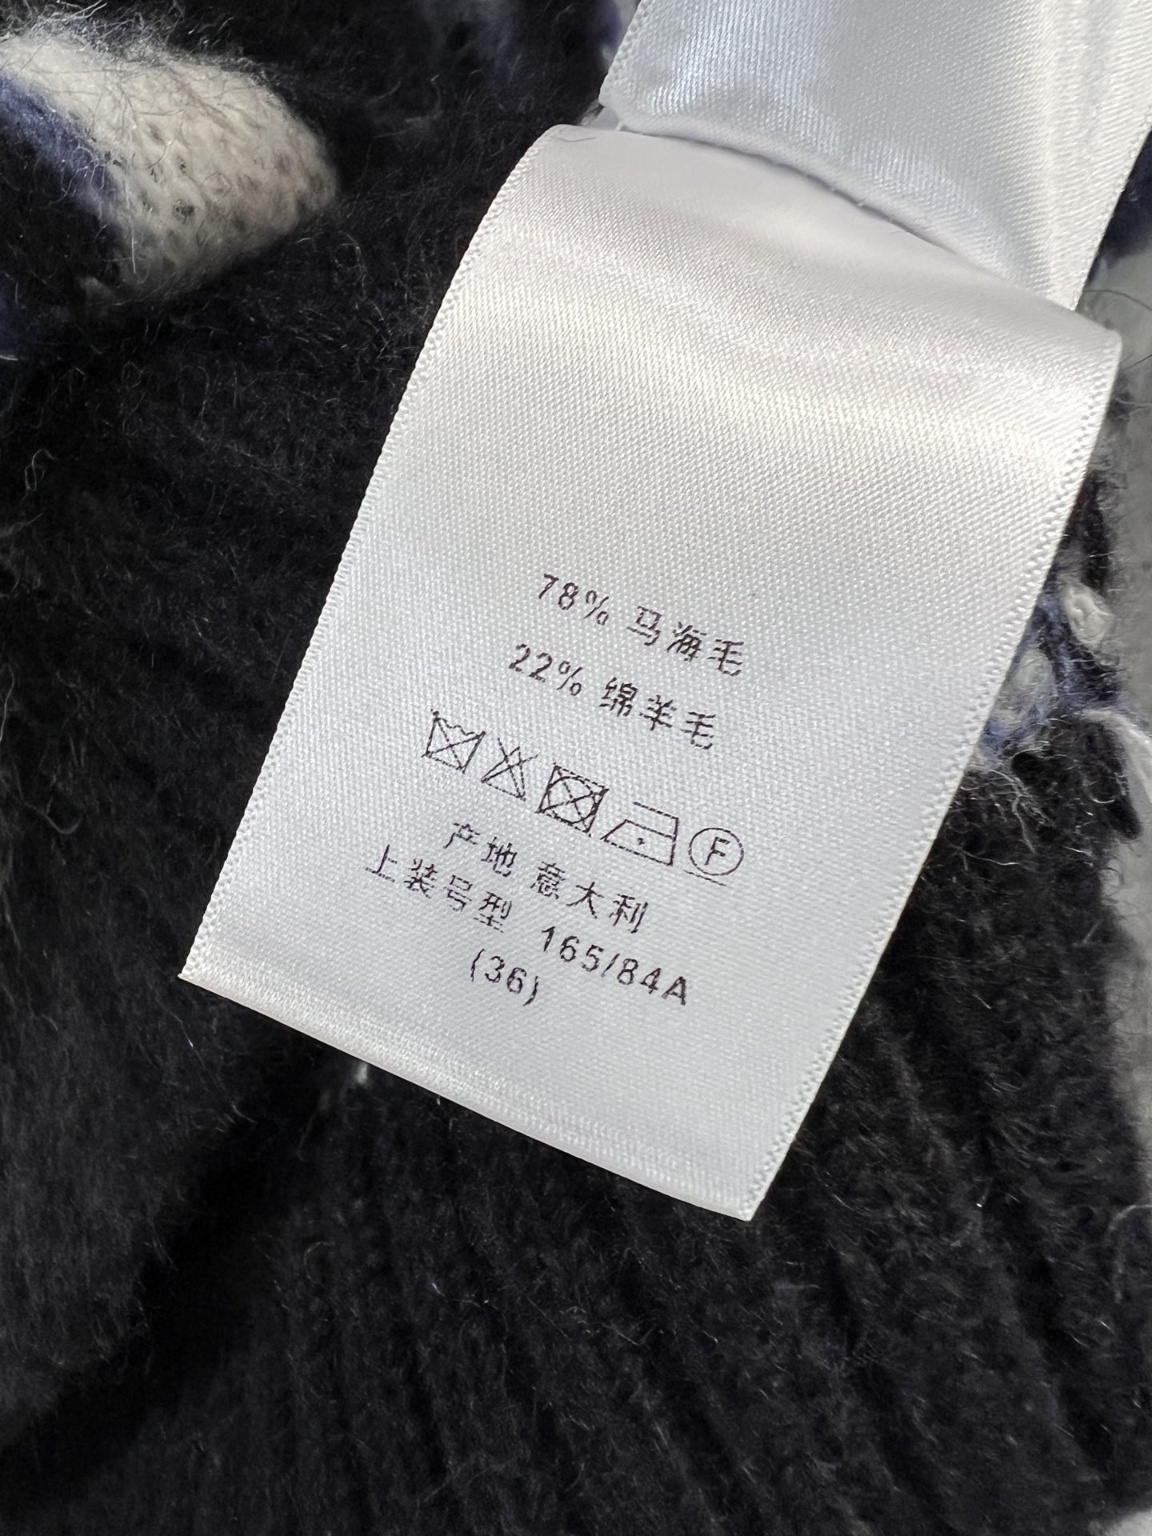 78% 马海毛
22% 绵羊毛
F
产地 意大利
上装号型 165/84A
(36)